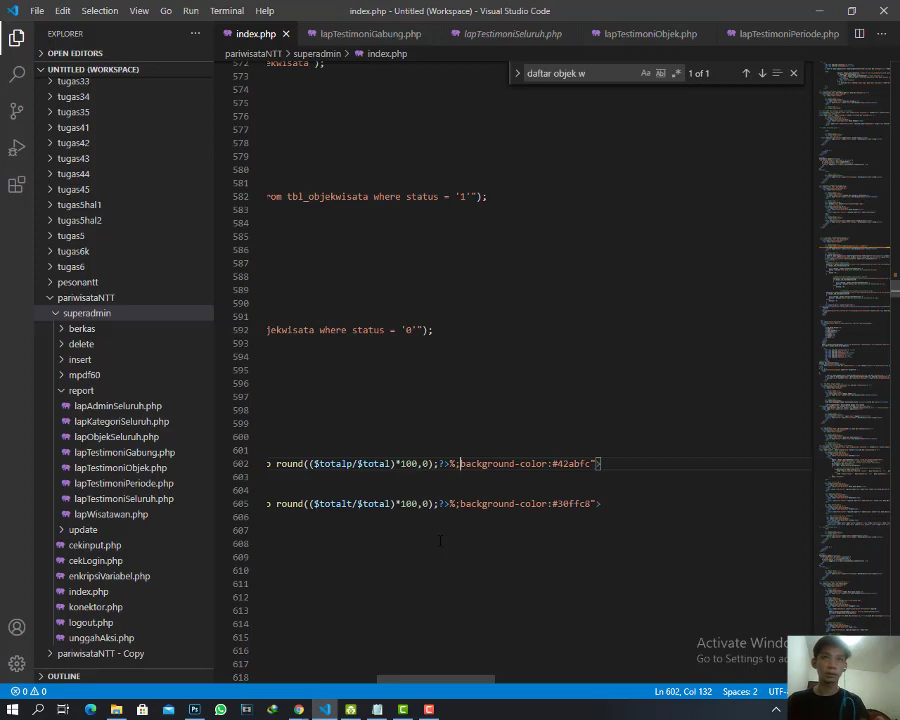 File Edit Selection View Go Run Terminal Help index.php - Untitled (Workspace) - Visual Studio Code
EXPLORER ···
index.php lapTestimoniGabung.php lapTestimoniSeluruh.php lapTestimoniObjek.php lapTestimoniPeriode.php ···
OPEN EDITORS
pariwisataNTT > superadmin > index.php
UNTITLED (WORKSPACE)
daftar objek w
1 of 1
tugas33
tugas34
tugas35
tugas41
tugas42
tugas43
tugas44
tugas45
tugas5hal1
tugas5hal2
tugas5
tugas6k
tugas6
pesonantt
pariwisataNTT
superadmin
berkas
delete
insert
mpdf60
report
lapAdminSeluruh.php
lapKategoriSeluruh.php
lapObjekSeluruh.php
lapTestimoniGabung.php
lapTestimoniObjek.php
lapTestimoniPeriode.php
lapTestimoniSeluruh.php
lapWisatawan.php
update
cekinput.php
cekLogin.php
enkripsiVariabel.php
index.php
konektor.php
logout.php
unggahAksi.php
pariwisataNTT - Copy
OUTLINE
572 ekwisata");
574
575
576
577
578
579
580
581
582 rom tbl_objekwisata where status = '1'");
583
584
585
586
587
588
589
590
591
592 jekwisata where status = '0'");
593
594
595
596
597
598
599
600
601
602 o round(($totalp/$total)*100,0);?>%;background-color:#42abfc">
603
604
605 o round(($totalt/$total)*100,0);?>%;background-color:#30ffc8">
606
607
608
609
610
611
612
613
614
615
616
617
618
Activate Windo
Go to Settings to a
0 0 Ln 602, Col 132 Spaces: 2 UTF-